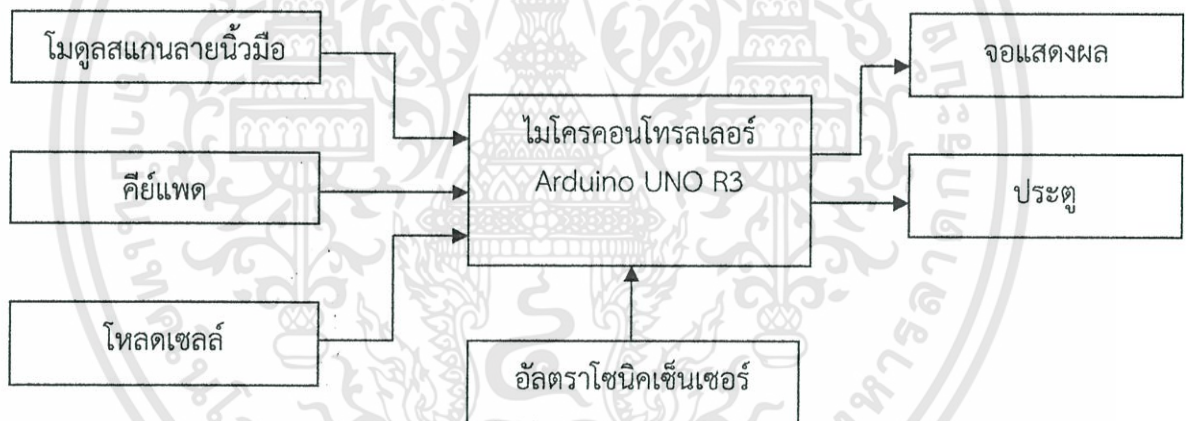 โมดูลสแกนลายนิ้วมือ
จอแสดงผล
ไมโครคอนโทรลเลอร์
Arduino UNO R3
คีย์แพด
ประตู
โหลดเซลล์
อัลตราโซนิคเซ็นเซอร์